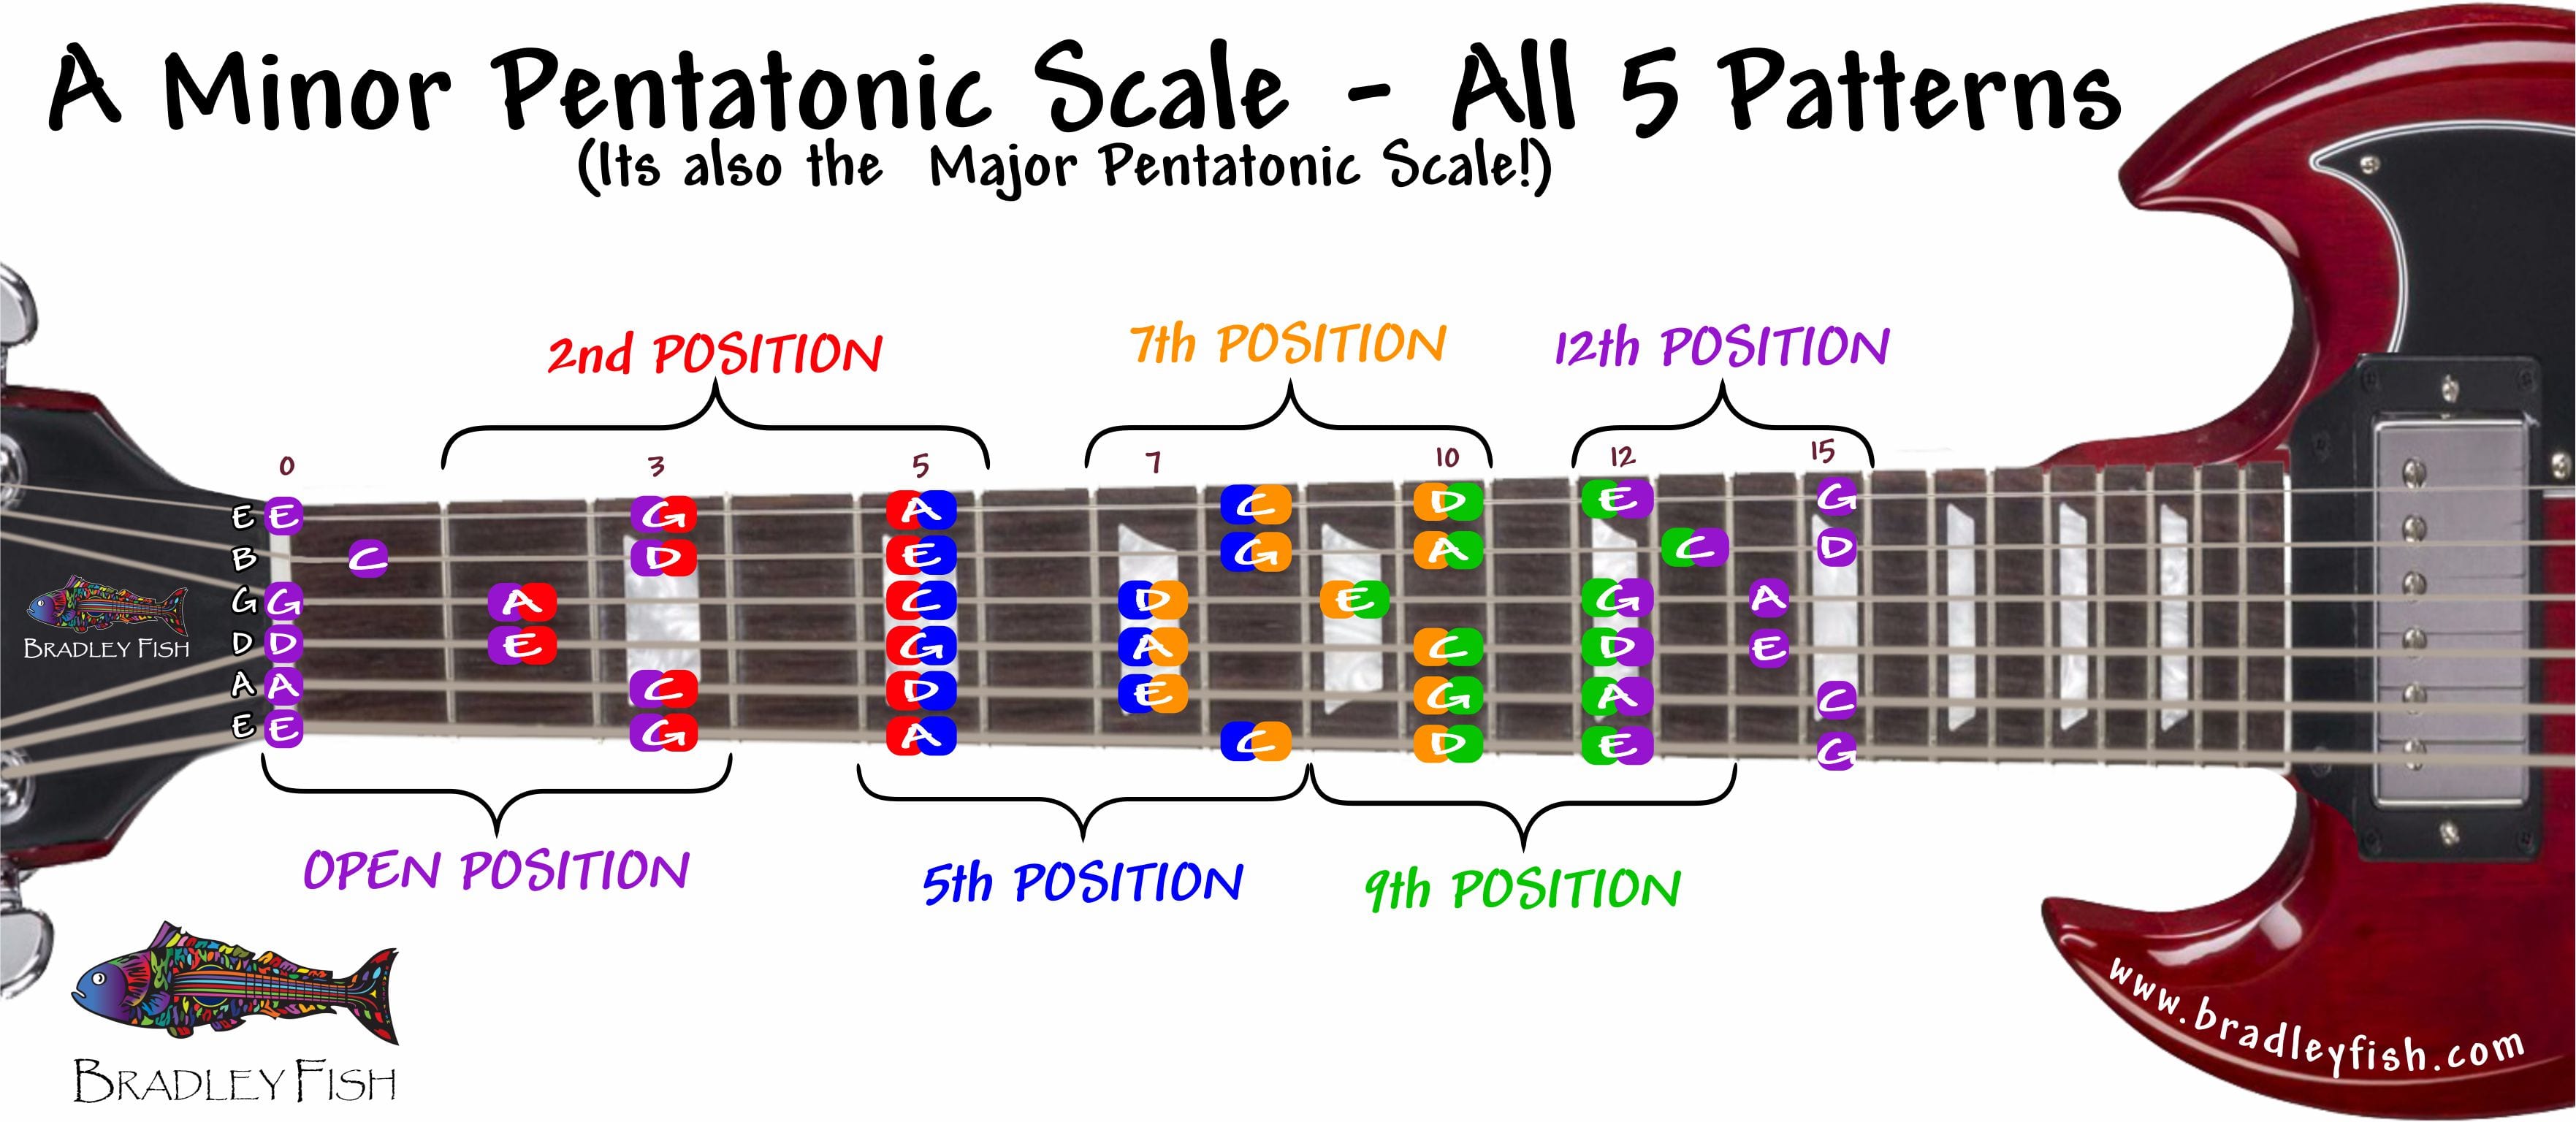 A Minor Pentatonic Scale - All 5 Patterns
(Its also the Major Pentatonic Scale!)
2nd POSITION 7th POSITION 12th POSITION
0 3 5 7 10 12 15
E E G A C D E G
B C D E G A C D
G G A C D E G A
D D E G A C D E
A A C D E G A C
E E G A C D E G
BRADLEY FISH
OPEN POSITION 5th POSITION 9th POSITION
BRADLEY FISH
www.bradleyfish.com